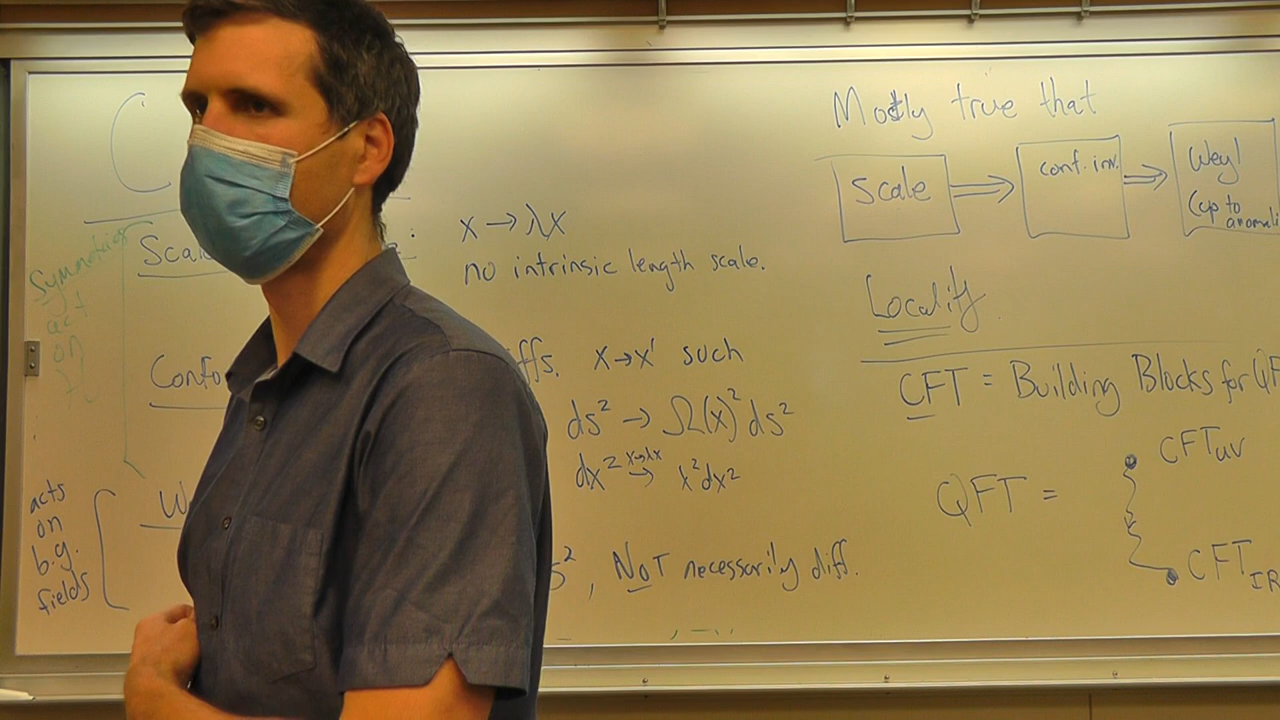 C
Scale
:
x → λx
no intrinsic length scale.
Symmetries
act
on
Confo
ffs. x→x' such
ds² → Ω(x)² ds²
dx² x→λx → λ²dx²
W
s², NOT necessarily diff.
acts
on
b.g.
fields
Mostly true that
Scale ⇒ conf. inv. ⇒ Weyl
(up to
anomali
Locality
CFT = Building Blocks for QF
QFT =
CFT_UV
CFT_IR